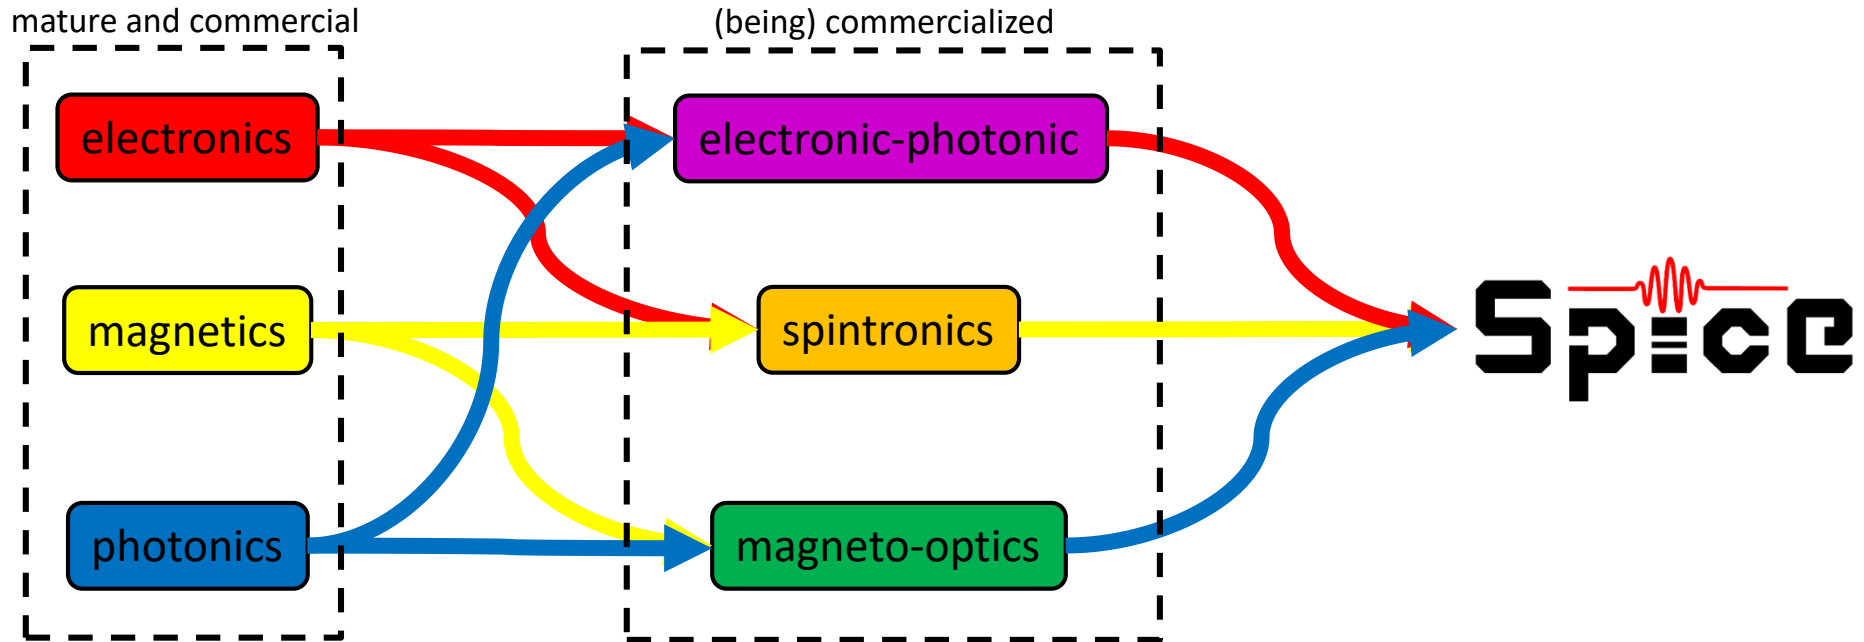 mature and commercial
(being) commercialized
electronics
electronic-photonic
magnetics
spintronics
Spice
photonics
magneto-optics